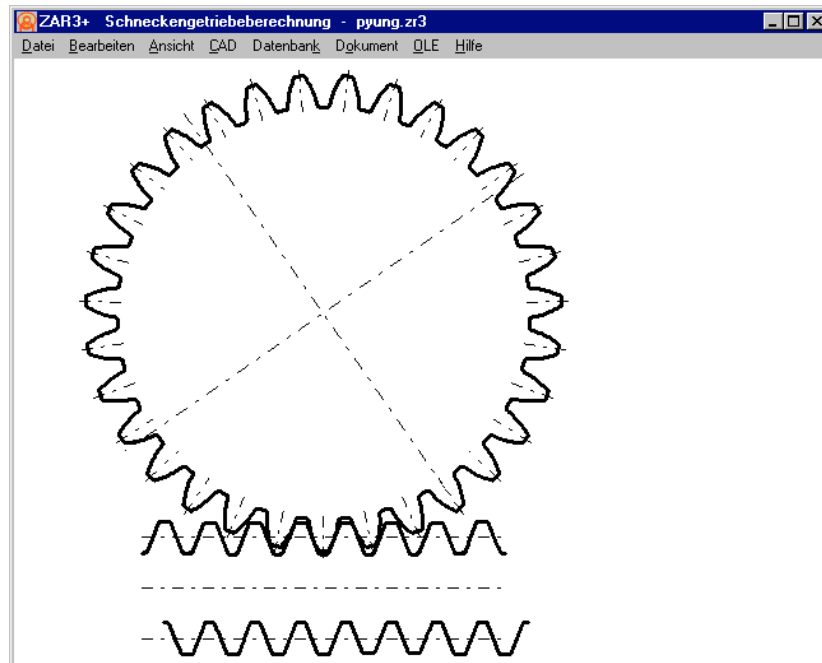 ZAR3+ Schneckengetriebeberechnung - pyung.zr3
Datei Bearbeiten Ansicht CAD Datenbank Dokument OLE Hilfe